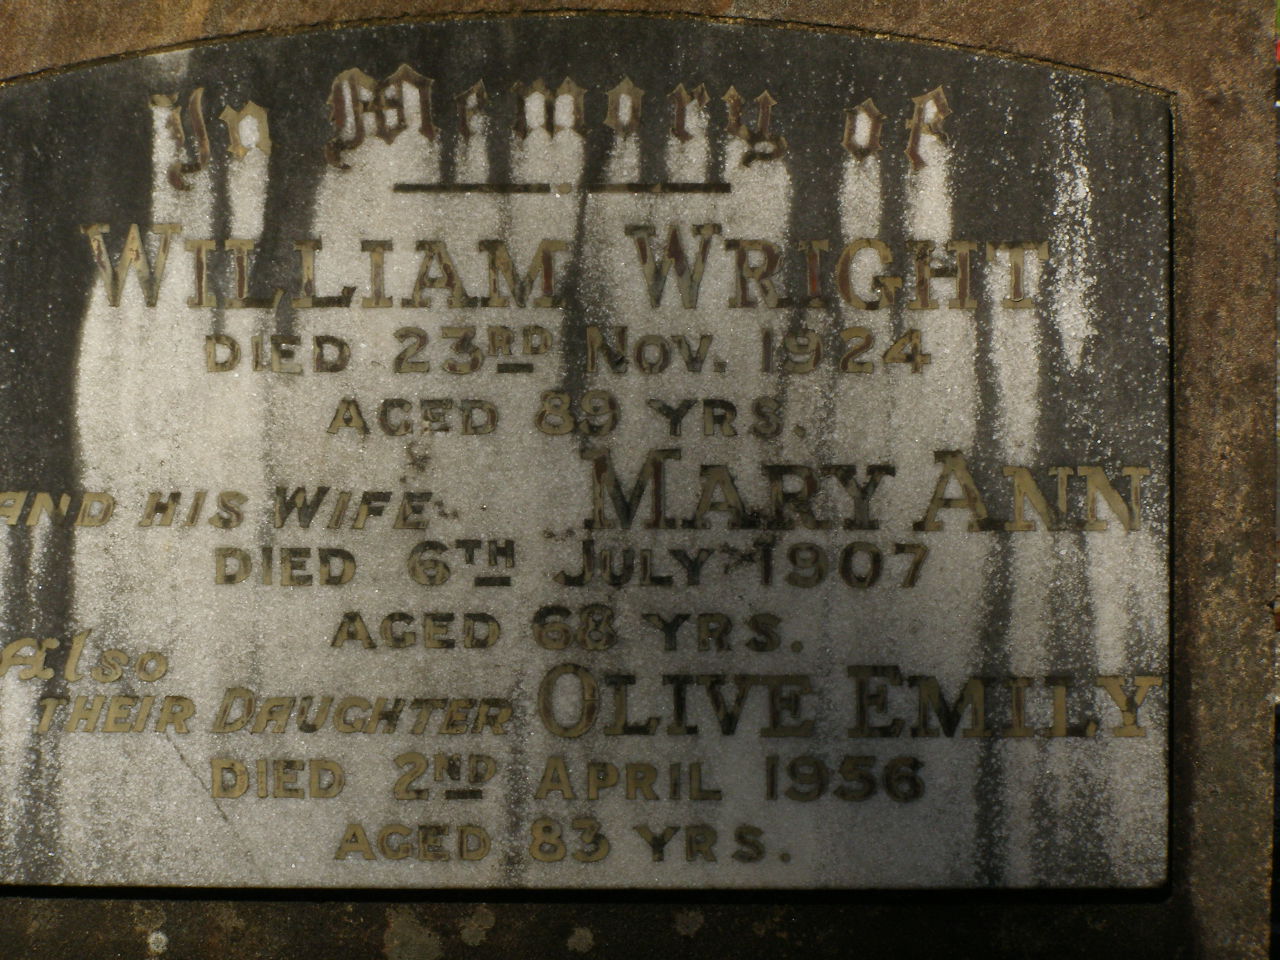 In Memory of
WILLIAM WRIGHT
DIED 23RD NOV. 1924
AGED 89 YRS.
AND HIS WIFE. MARY ANN
DIED 6TH JULY 1907
AGED 68 YRS.
Also
THEIR DAUGHTER OLIVE EMILY
DIED 2ND APRIL 1956
AGED 83 YRS.